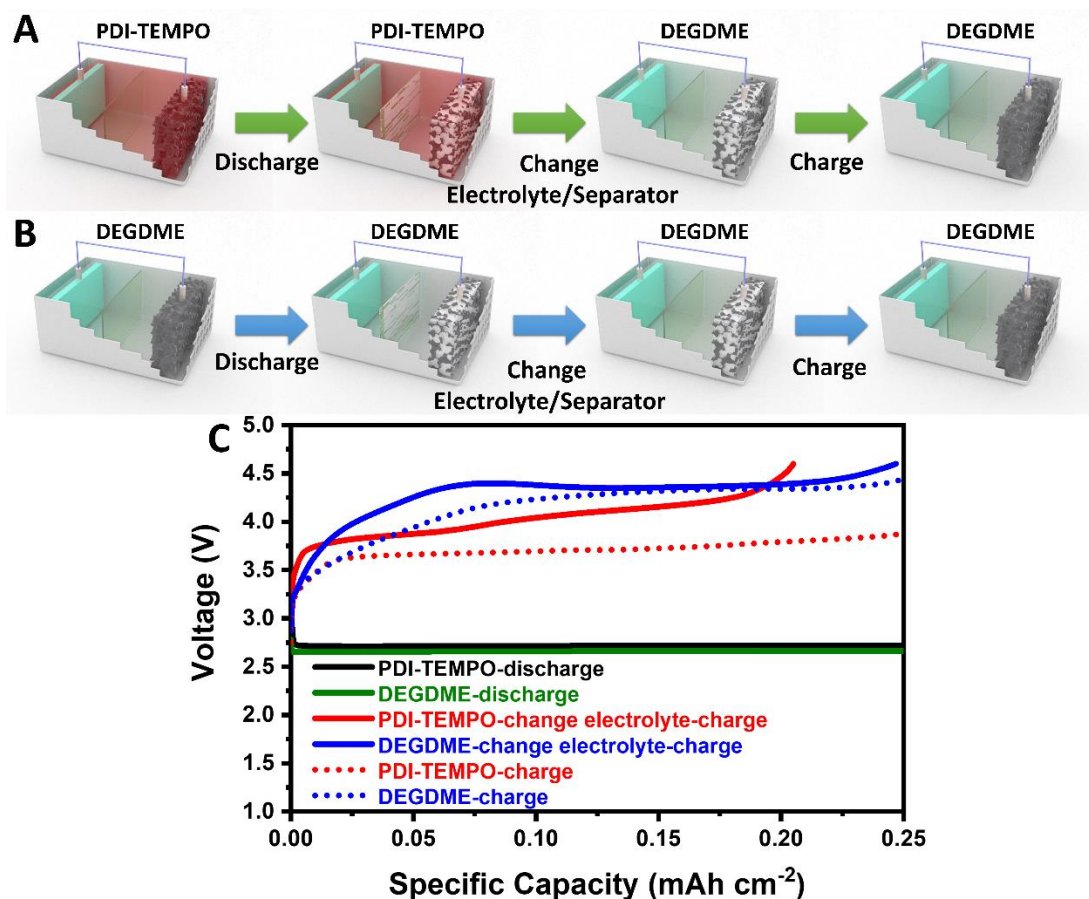 A
PDI-TEMPO
PDI-TEMPO
DEGDME
DEGDME
Discharge
Change
Electrolyte/Separator
Charge
B
DEGDME
DEGDME
DEGDME
DEGDME
Discharge
Change
Electrolyte/Separator
Charge
C
5.0
4.5
4.0
3.5
3.0
2.5
2.0
1.5
1.0
Voltage (V)
PDI-TEMPO-discharge
DEGDME-discharge
PDI-TEMPO-change electrolyte-charge
DEGDME-change electrolyte-charge
PDI-TEMPO-charge
DEGDME-charge
0.00 0.05 0.10 0.15 0.20 0.25
Specific Capacity (mAh cm⁻²)